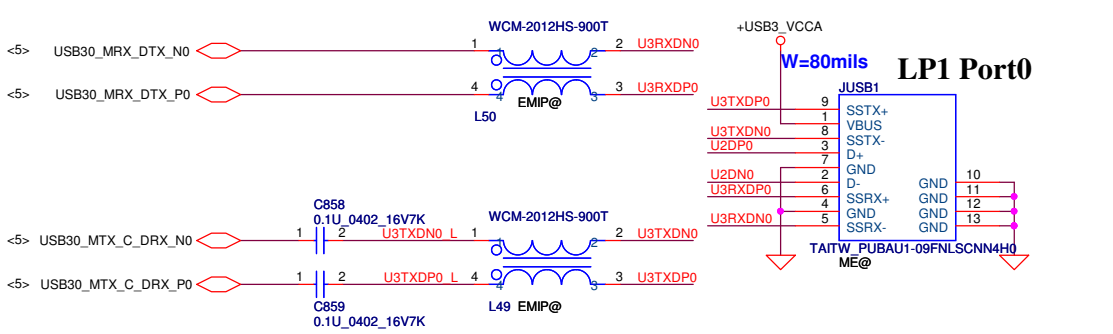 WCM-2012HS-900T
+USB3_VCCA
<5> USB30_MRX_DTX_N0 1 1 2 2 U3RXDN0
W=80mils
LP1 Port0
<5> USB30_MRX_DTX_P0 4 4 3 3 U3RXDP0
EMIP@
L50
JUSB1
U3TXDP0 9 SSTX+
1 VBUS
U3TXDN0 8 SSTX-
U2DP0 3 D+
7 GND
U2DN0 2 D- GND 10
U3RXDP0 6 SSRX+ GND 11
4 GND GND 12
U3RXDN0 5 SSRX- GND 13
TAITW_PUBAU1-09FNLSCNN4H0
ME@
C858
0.1U_0402_16V7K
WCM-2012HS-900T
<5> USB30_MTX_C_DRX_N0 1 2 U3TXDN0_L 1 1 2 2 U3TXDN0
<5> USB30_MTX_C_DRX_P0 1 2 U3TXDP0_L 4 4 3 3 U3TXDP0
C859
0.1U_0402_16V7K
L49 EMIP@